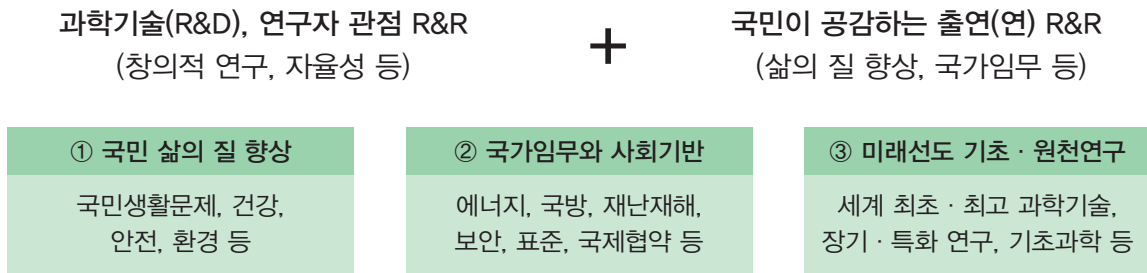 과학기술(R&D), 연구자 관점 R&R
(창의적 연구, 자율성 등)
+
국민이 공감하는 출연(연) R&R
(삶의 질 향상, 국가임무 등)
① 국민 삶의 질 향상
국민생활문제, 건강,
안전, 환경 등
② 국가임무와 사회기반
에너지, 국방, 재난재해,
보안, 표준, 국제협약 등
③ 미래선도 기초 · 원천연구
세계 최초 · 최고 과학기술,
장기 · 특화 연구, 기초과학 등